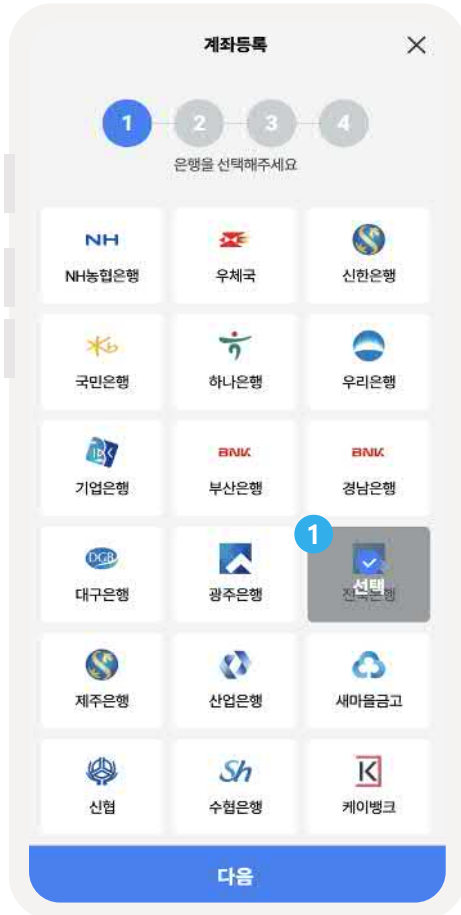 계좌등록
1 2 3 4
은행을 선택해주세요
NH
NH농협은행 우체국 신한은행
국민은행 하나은행 우리은행
IBK BNK BNK
기업은행 부산은행 경남은행
1
DGB
선택
대구은행 광주은행 전북은행
제주은행 산업은행 새마을금고
Sh K
신협 수협은행 케이뱅크
다음